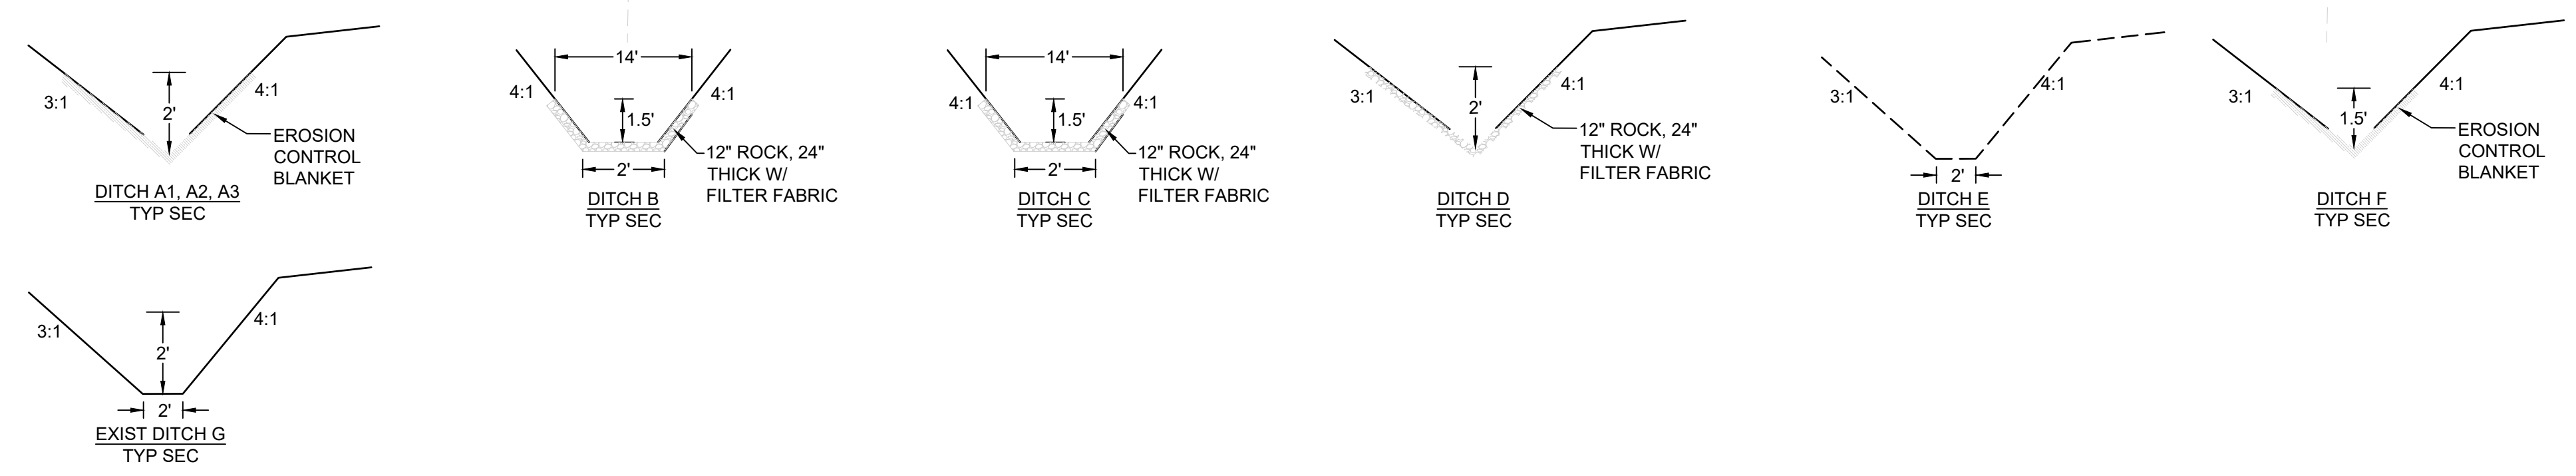 3:1
2'
4:1
EROSION
CONTROL
BLANKET
DITCH A1, A2, A3
TYP SEC
14'
4:1
4:1
1.5'
2'
12" ROCK, 24"
THICK W/
FILTER FABRIC
DITCH B
TYP SEC
14'
4:1
4:1
1.5'
2'
12" ROCK, 24"
THICK W/
FILTER FABRIC
DITCH C
TYP SEC
3:1
2'
4:1
12" ROCK, 24"
THICK W/
FILTER FABRIC
DITCH D
TYP SEC
3:1
4:1
2'
DITCH E
TYP SEC
3:1
1.5'
4:1
EROSION
CONTROL
BLANKET
DITCH F
TYP SEC
3:1
2'
4:1
2'
EXIST DITCH G
TYP SEC